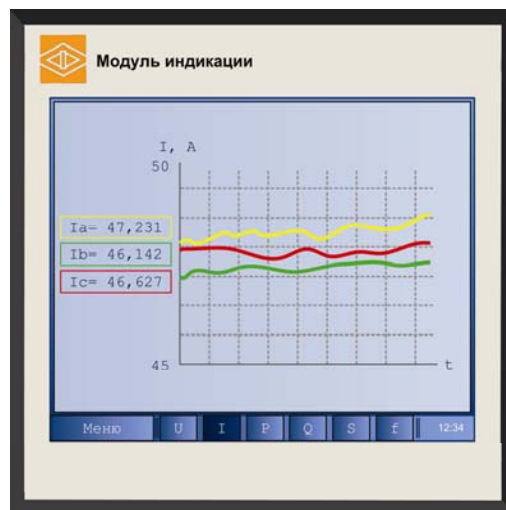 Модуль индикации
I, A
50
Ia= 47,231
Ib= 46,142
Ic= 46,627
45
t
Меню U I P Q S f 12:34